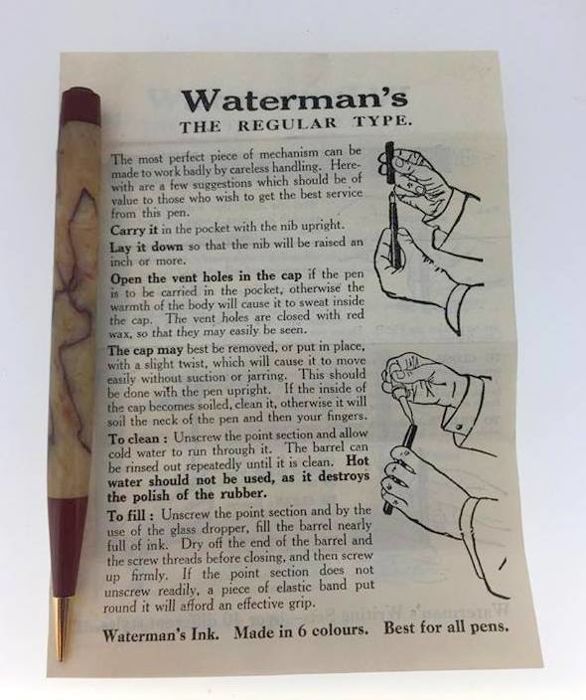 Waterman's
THE REGULAR TYPE.
The most perfect piece of mechanism can be
made to work badly by careless handling. Here-
with are a few suggestions which should be of
value to those who wish to get the best service
from this pen.
Carry it in the pocket with the nib upright.
Lay it down so that the nib will be raised an
inch or more.
Open the vent holes in the cap if the pen
is to be carried in the pocket, otherwise the
warmth of the body will cause it to sweat inside
the cap. The vent holes are closed with red
wax, so that they may easily be seen.
The cap may best be removed, or put in place,
with a slight twist, which will cause it to move
easily without suction or jarring. This should
be done with the pen upright. If the inside of
the cap becomes soiled, clean it, otherwise it will
soil the neck of the pen and then your fingers.
To clean : Unscrew the point section and allow
cold water to run through it. The barrel can
be rinsed out repeatedly until it is clean. Hot
water should not be used, as it destroys
the polish of the rubber.
To fill : Unscrew the point section and by the
use of the glass dropper, fill the barrel nearly
full of ink. Dry off the end of the barrel and
the screw threads before closing, and then screw
up firmly. If the point section does not
unscrew readily, a piece of elastic band put
round it will afford an effective grip.
Waterman's Ink. Made in 6 colours. Best for all pens.